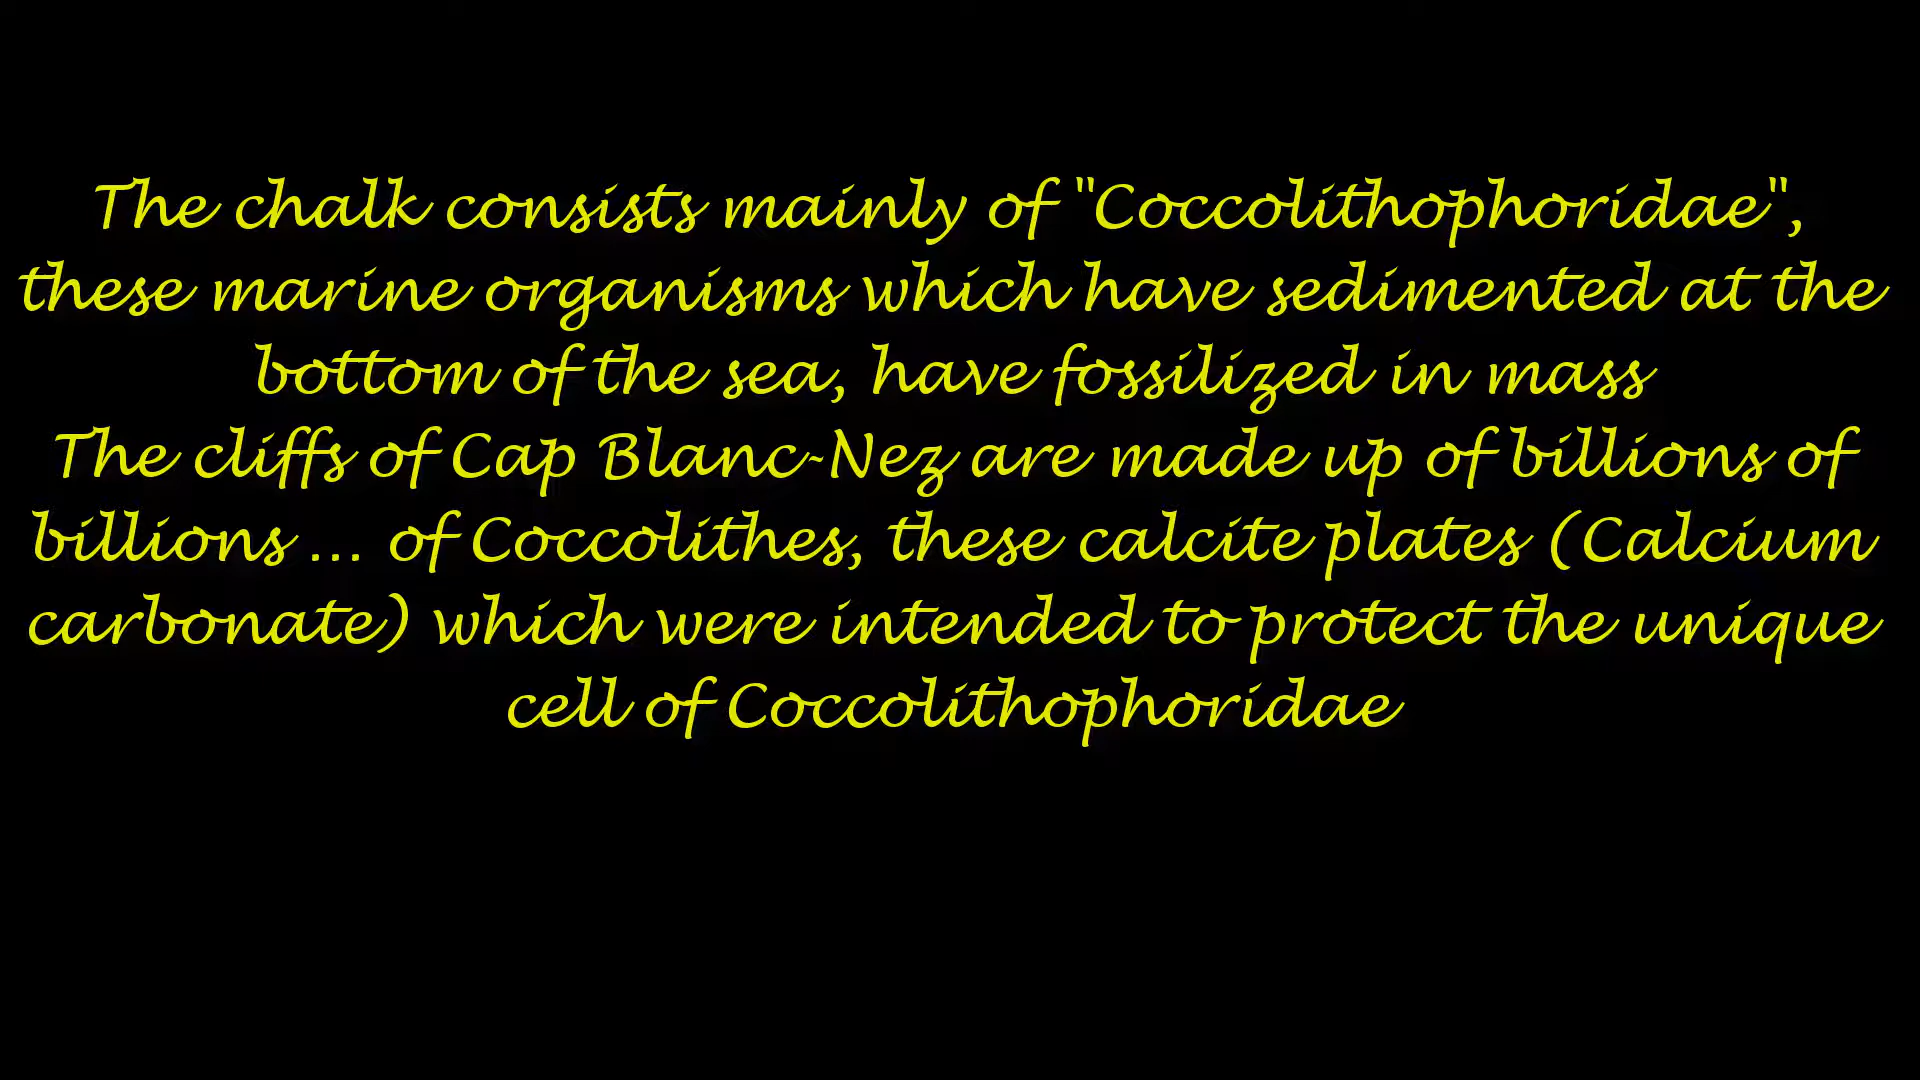 The chalk consists mainly of "Coccolithophoridae",
these marine organisms which have sedimented at the
bottom of the sea, have fossilized in mass
The cliffs of Cap Blanc-Nez are made up of billions of
billions ... of Coccolithes, these calcite plates (Calcium
carbonate) which were intended to protect the unique
cell of Coccolithophoridae